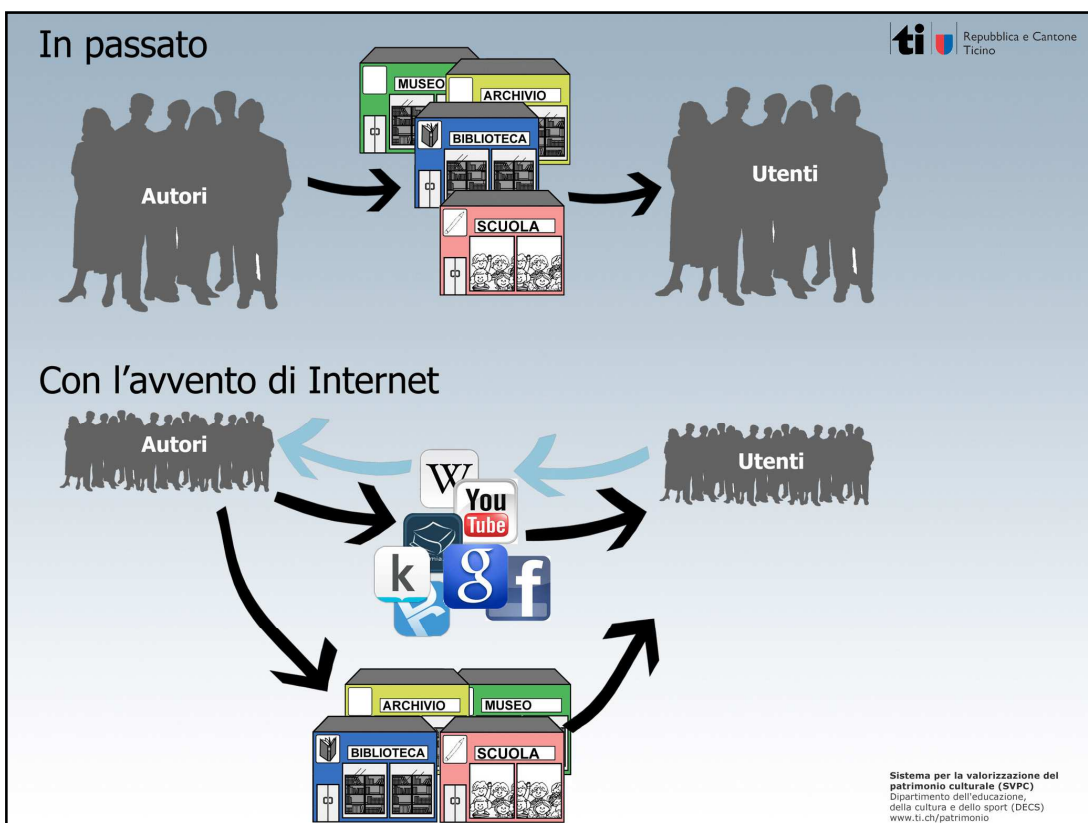 In passato
ti
Repubblica e Cantone
Ticino
MUSEO
ARCHIVIO
BIBLIOTECA
SCUOLA
Autori
Utenti
Con l'avvento di Internet
Autori
Utenti
W
You
Tube
k
g
f
ARCHIVIO
MUSEO
BIBLIOTECA
SCUOLA
Sistema per la valorizzazione del
patrimonio culturale (SVPC)
Dipartimento dell'educazione,
della cultura e dello sport (DECS)
www.ti.ch/patrimonio